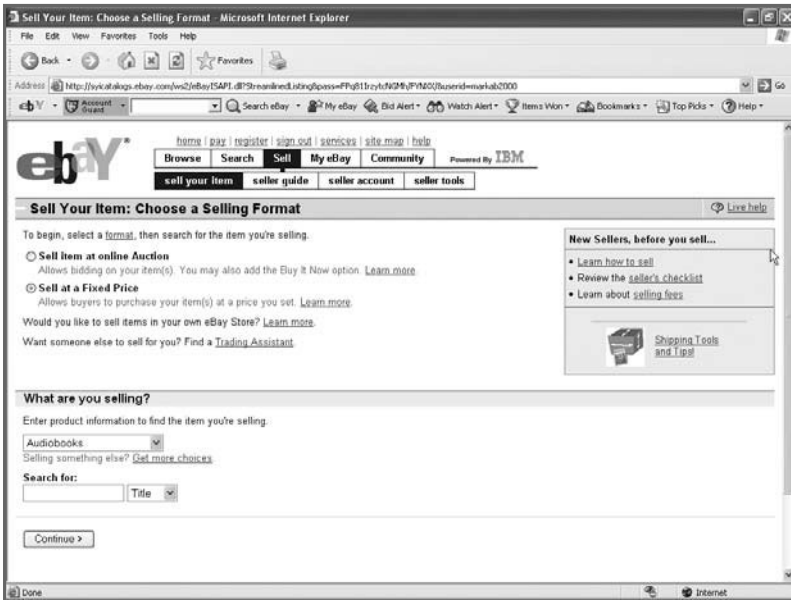 Sell Your Item: Choose a Selling Format - Microsoft Internet Explorer
File Edit View Favorites Tools Help
Back Favorites
Address Go
ebY Account Guard Search eBay My eBay Bid Alert Watch Alert Items Won Bookmarks Top Picks Help
home | pay | register | sign out | services | site map | help
ebaY
Browse Search Sell My eBay Community Powered By IBM
sell your item seller guide seller account seller tools
Sell Your Item: Choose a Selling Format Live help
To begin, select a format, then search for the item you're selling.
Sell item at online Auction
Allows bidding on your item(s). You may also add the Buy It Now option. Learn more.
Sell at a Fixed Price
Allows buyers to purchase your item(s) at a price you set. Learn more.
Would you like to sell items in your own eBay Store? Learn more.
Want someone else to sell for you? Find a Trading Assistant.
New Sellers, before you sell...
• Learn how to sell
• Review the seller's checklist
• Learn about selling fees
Shipping Tools
and Tips!
What are you selling?
Enter product information to find the item you're selling.
Audiobooks
Selling something else? Get more choices.
Search for:
Title
Continue >
Done Internet